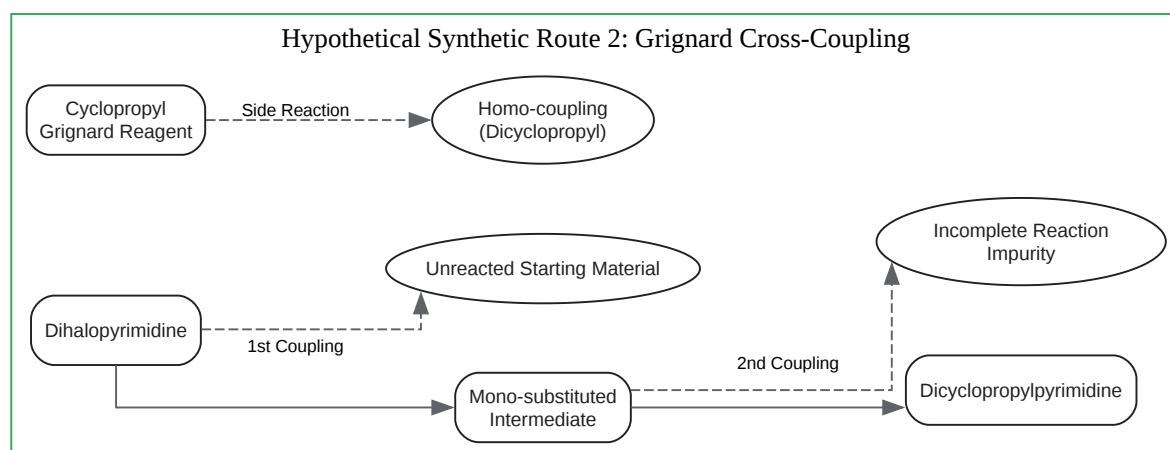 Hypothetical Synthetic Route 2: Grignard Cross-Coupling
Cyclopropyl
Grignard Reagent
Side Reaction
Homo-coupling
(Dicyclopropyl)
Incomplete Reaction
Impurity
Unreacted Starting Material
Dihalopyrimidine
1st Coupling
2nd Coupling
Mono-substituted
Intermediate
Dicyclopropylpyrimidine